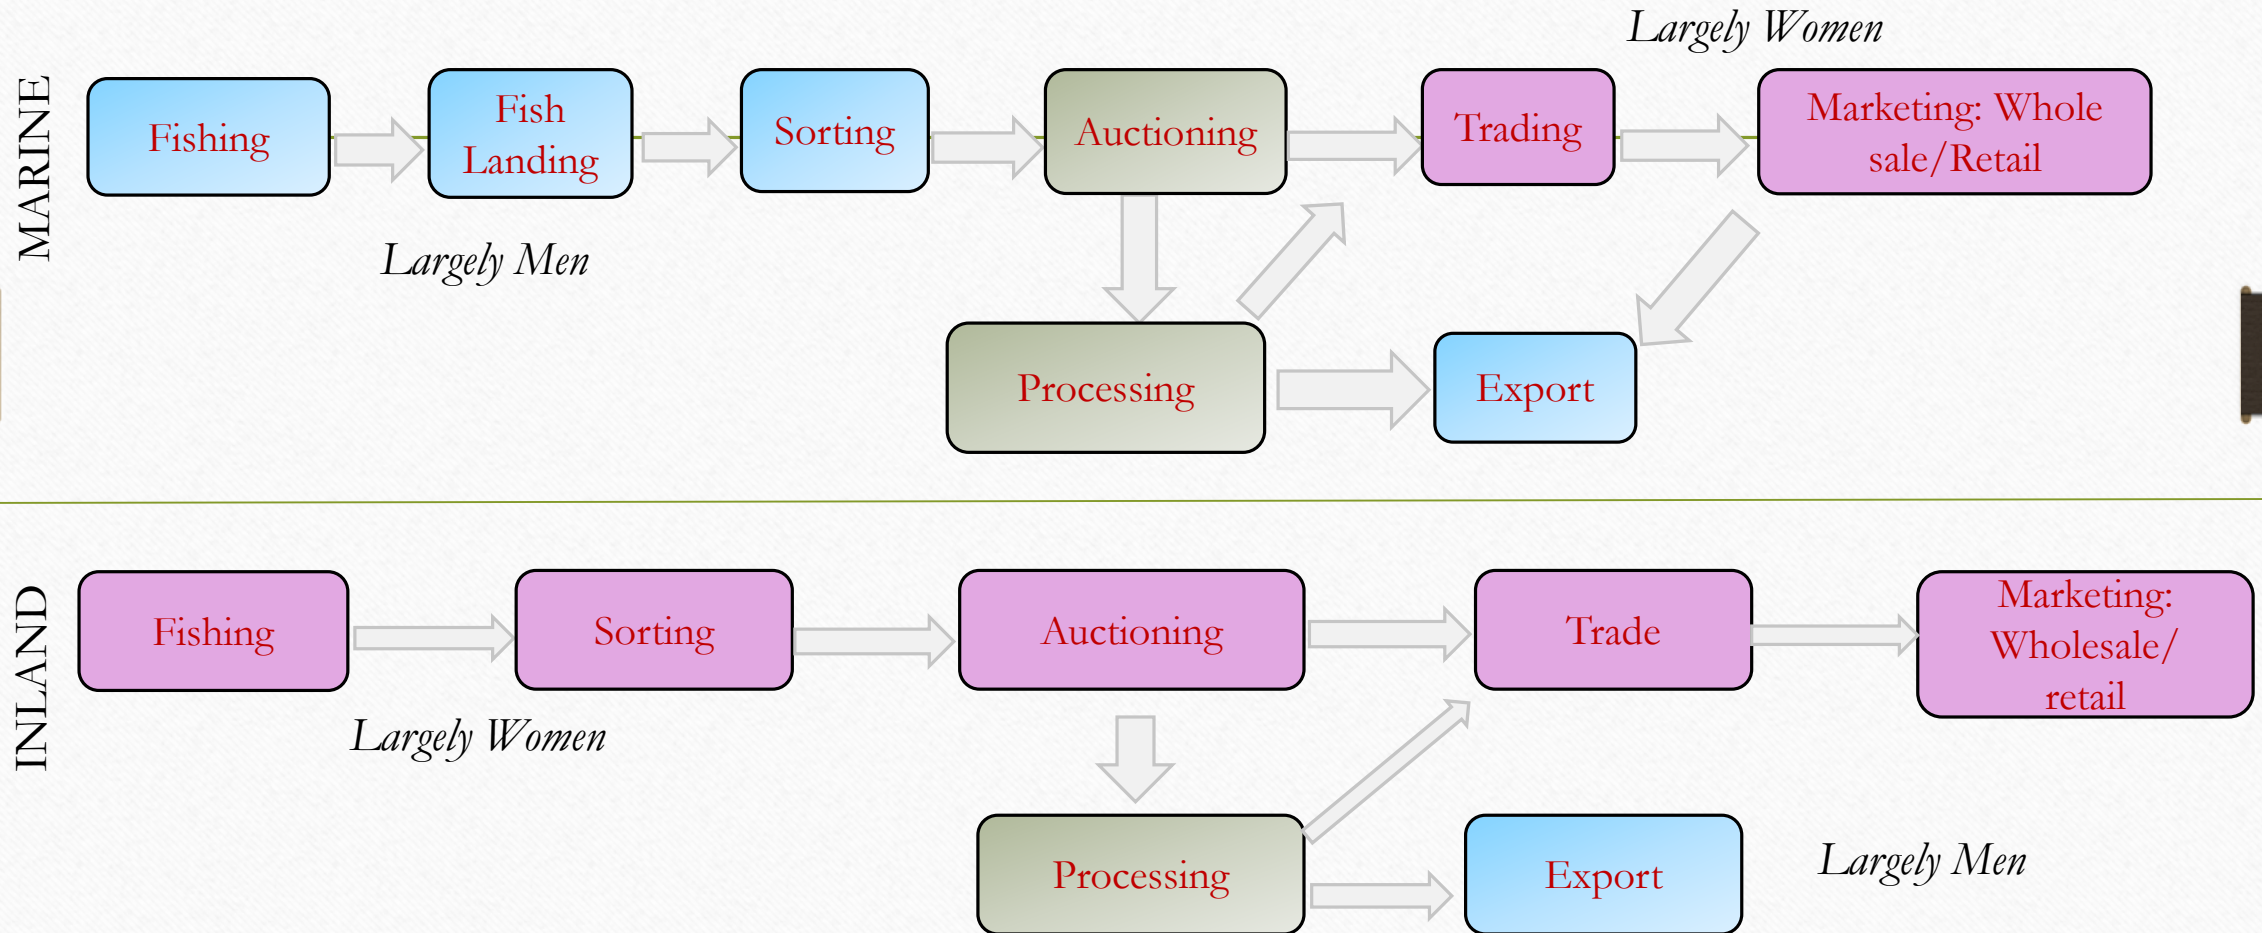 Largely Women
MARINE
Fishing
Fish
Landing
Sorting
Auctioning
Trading
Marketing: Whole
sale/Retail
Largely Men
Processing
Export
INLAND
Fishing
Sorting
Auctioning
Trade
Marketing:
Wholesale/
retail
Largely Women
Processing
Export
Largely Men